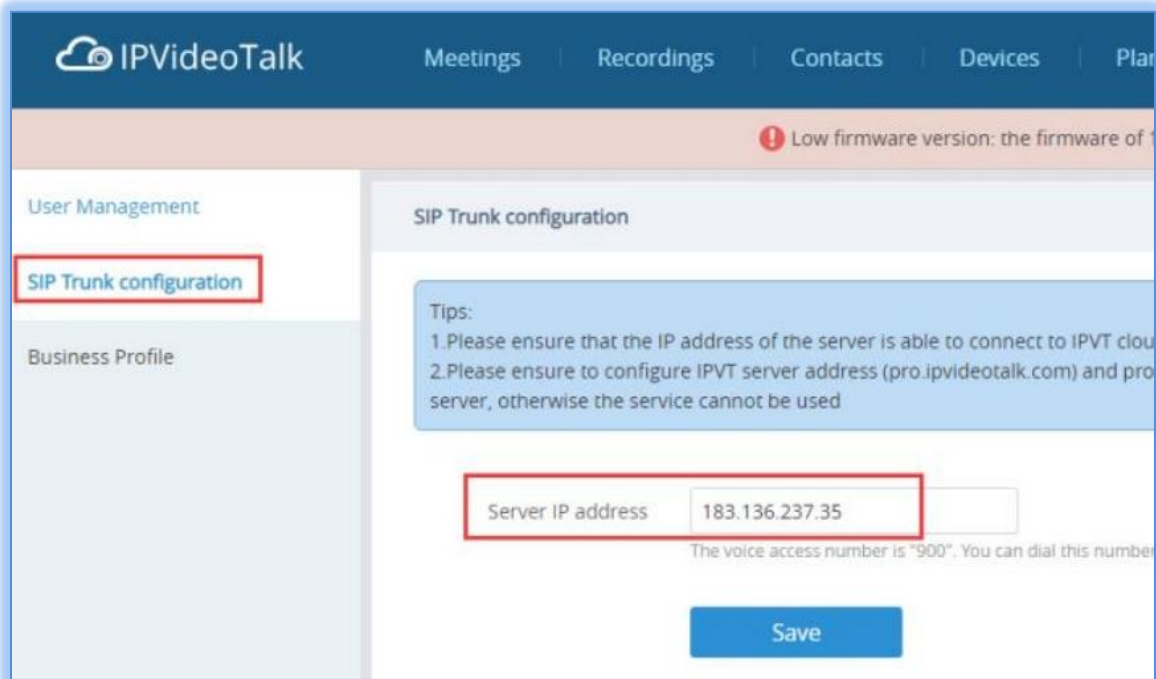 IPVideoTalk
Meetings Recordings Contacts Devices
Low firmware version: the firmware of
User Management
SIP Trunk configuration
SIP Trunk configuration
Business Profile
Tips:
1.Please ensure that the IP address of the server is able to connect to IPVT
2.Please ensure to configure IPVT server address (pro.ipvideotalk.com) and
server, otherwise the service cannot be used
Server IP address 183.136.237.35
The voice access number is "900". You can dial this number
Save